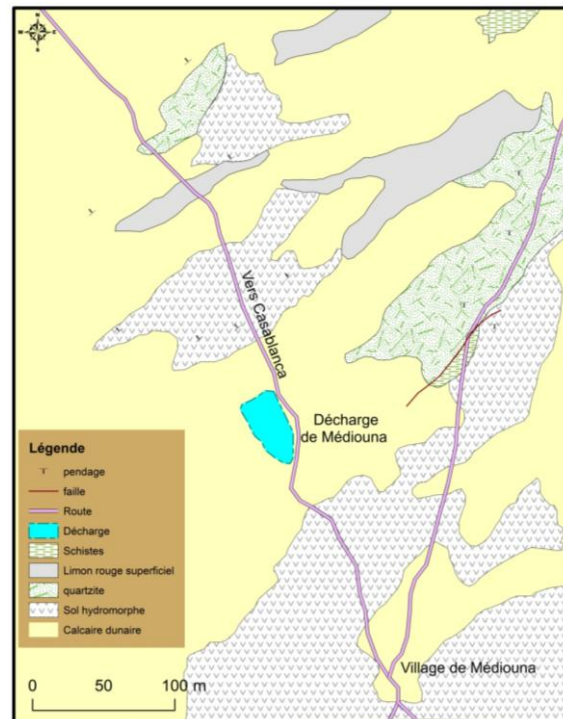 N
W E
S
Vers Casablanca
Décharge
de Médiouna
Légende
pendage
faille
Route
Décharge
Schistes
Limon rouge superficiel
quartzite
Sol hydromorphe
Calcaire dunaire
Village de Médiouna
0 50 100 m